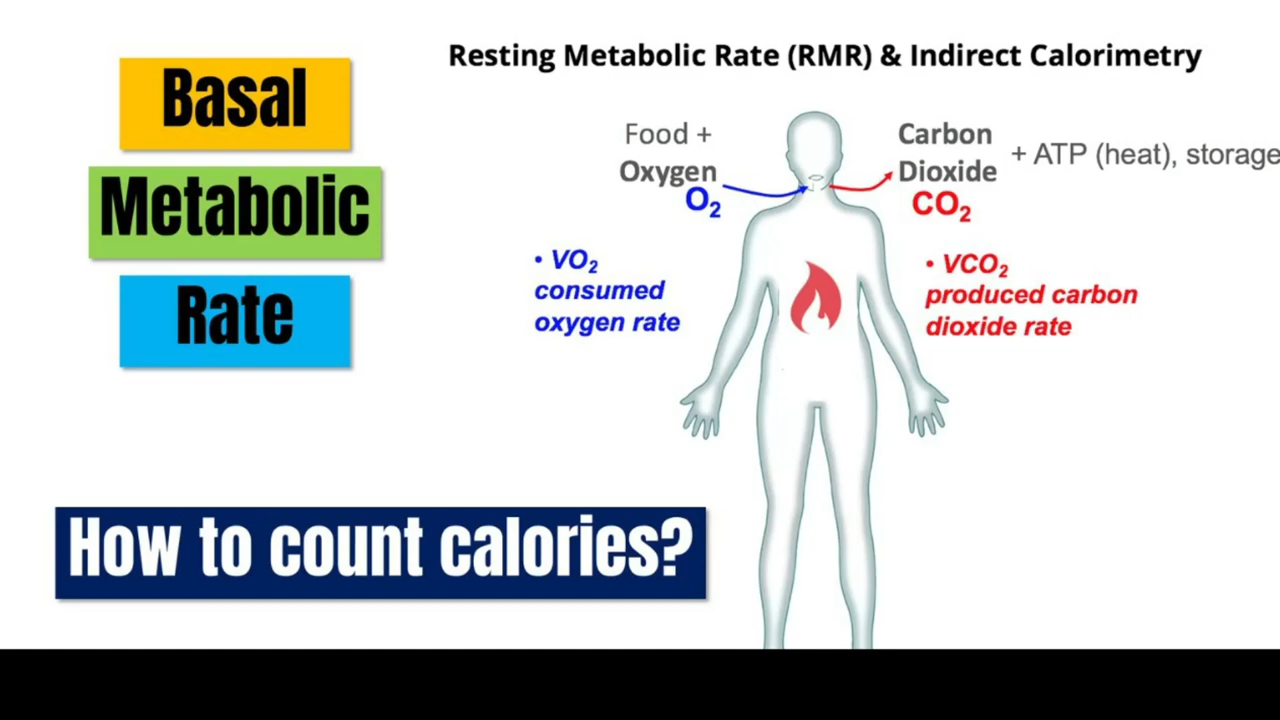 Basal
Metabolic
Rate
How to count calories?
Resting Metabolic Rate (RMR) & Indirect Calorimetry
Food +
Oxygen
O₂
Carbon
Dioxide
CO₂
+ ATP (heat), storage
• VO₂
consumed
oxygen rate
• VCO₂
produced carbon
dioxide rate